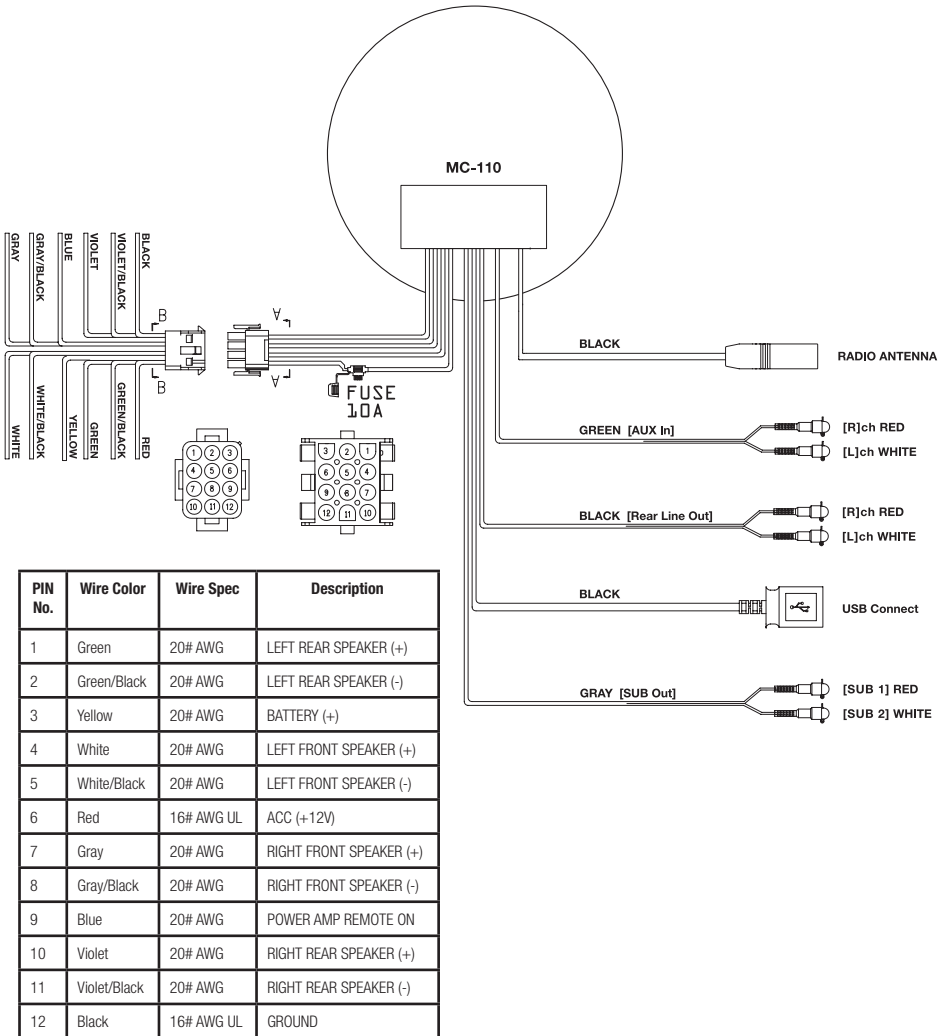 MC-110
GRAY
GRAY/BLACK
BLUE
VIOLET
VIOLET/BLACK
BLACK
B
A
B
A
WHITE
WHITE/BLACK
YELLOW
GREEN
GREEN/BLACK
RED
FUSE
10A
BLACK
RADIO ANTENNA
GREEN [AUX In]
[R]ch RED
[L]ch WHITE
BLACK [Rear Line Out]
[R]ch RED
[L]ch WHITE
BLACK
USB Connect
GRAY [SUB Out]
[SUB 1] RED
[SUB 2] WHITE
1 2 3
4 5 6
7 8 9
10 11 12
3 2 1
6 5 4
9 8 7
12 11 10
PIN No. Wire Color Wire Spec Description
1 Green 20# AWG LEFT REAR SPEAKER (+)
2 Green/Black 20# AWG LEFT REAR SPEAKER (-)
3 Yellow 20# AWG BATTERY (+)
4 White 20# AWG LEFT FRONT SPEAKER (+)
5 White/Black 20# AWG LEFT FRONT SPEAKER (-)
6 Red 16# AWG UL ACC (+12V)
7 Gray 20# AWG RIGHT FRONT SPEAKER (+)
8 Gray/Black 20# AWG RIGHT FRONT SPEAKER (-)
9 Blue 20# AWG POWER AMP REMOTE ON
10 Violet 20# AWG RIGHT REAR SPEAKER (+)
11 Violet/Black 20# AWG RIGHT REAR SPEAKER (-)
12 Black 16# AWG UL GROUND